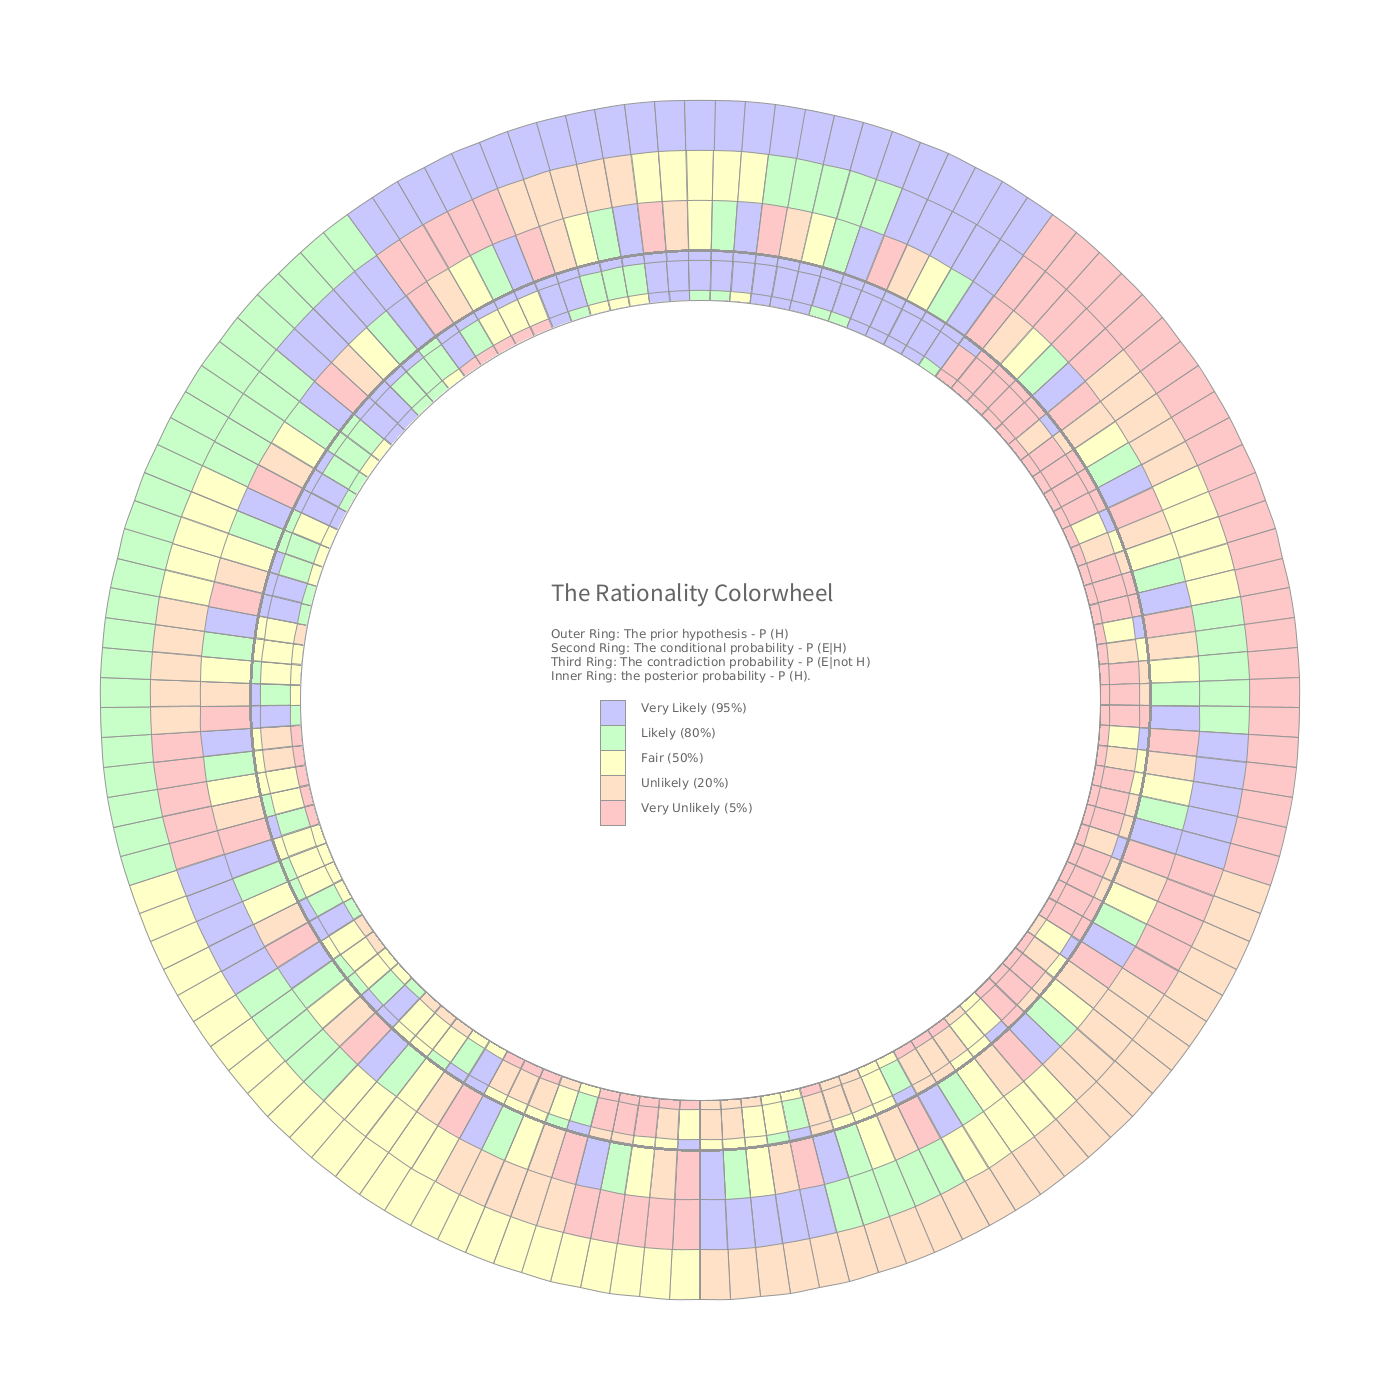 The Rationality Colorwheel
Outer Ring: The prior hypothesis - P (H)
Second Ring: The conditional probability - P (E|H)
Third Ring: The contradiction probability - P (E|not H)
Inner Ring: the posterior probability - P (H).
Very Likely (95%)
Likely (80%)
Fair (50%)
Unlikely (20%)
Very Unlikely (5%)